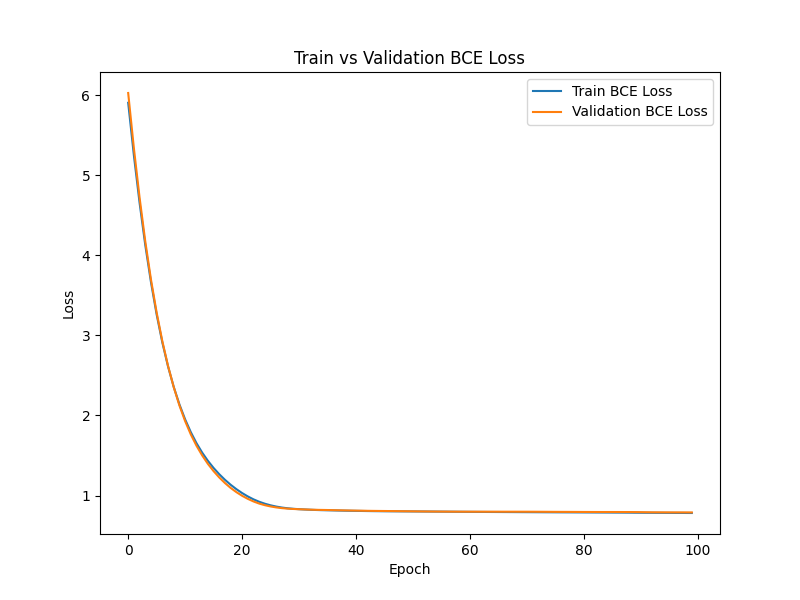 Train vs Validation BCE Loss
Train BCE Loss
Validation BCE Loss
6
5
4
3
2
1
Loss
0 20 40 60 80 100
Epoch